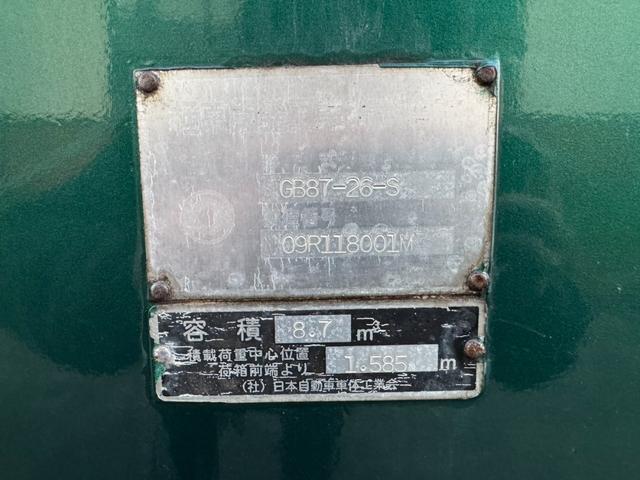 GB87-26-S
09R118001M
容積 8.7 m³
積載荷重中心位置
荷箱前端より 1.585 m
(社) 日本自動車車体工業会